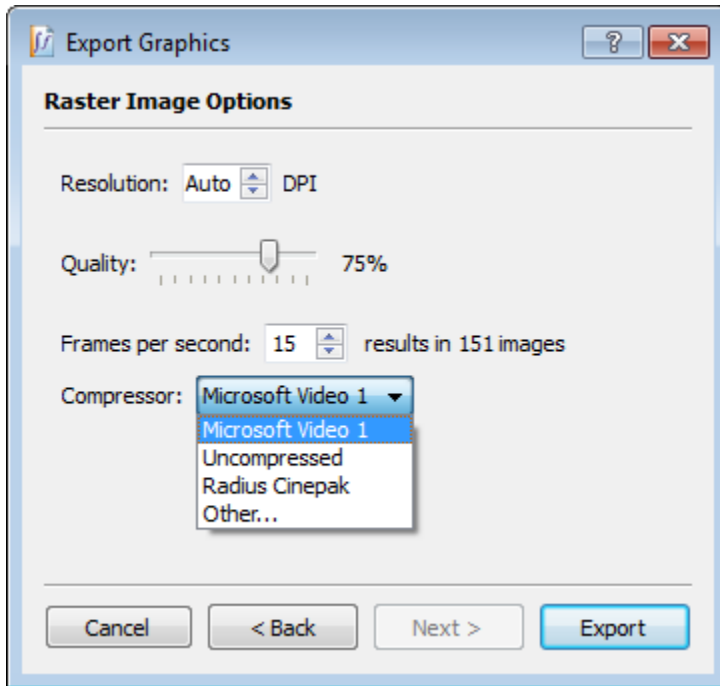 Export Graphics
Raster Image Options
Resolution: Auto DPI
Quality: 75%
Frames per second: 15 results in 151 images
Compressor: Microsoft Video 1
Microsoft Video 1
Uncompressed
Radius Cinepak
Other...
Cancel < Back Next > Export